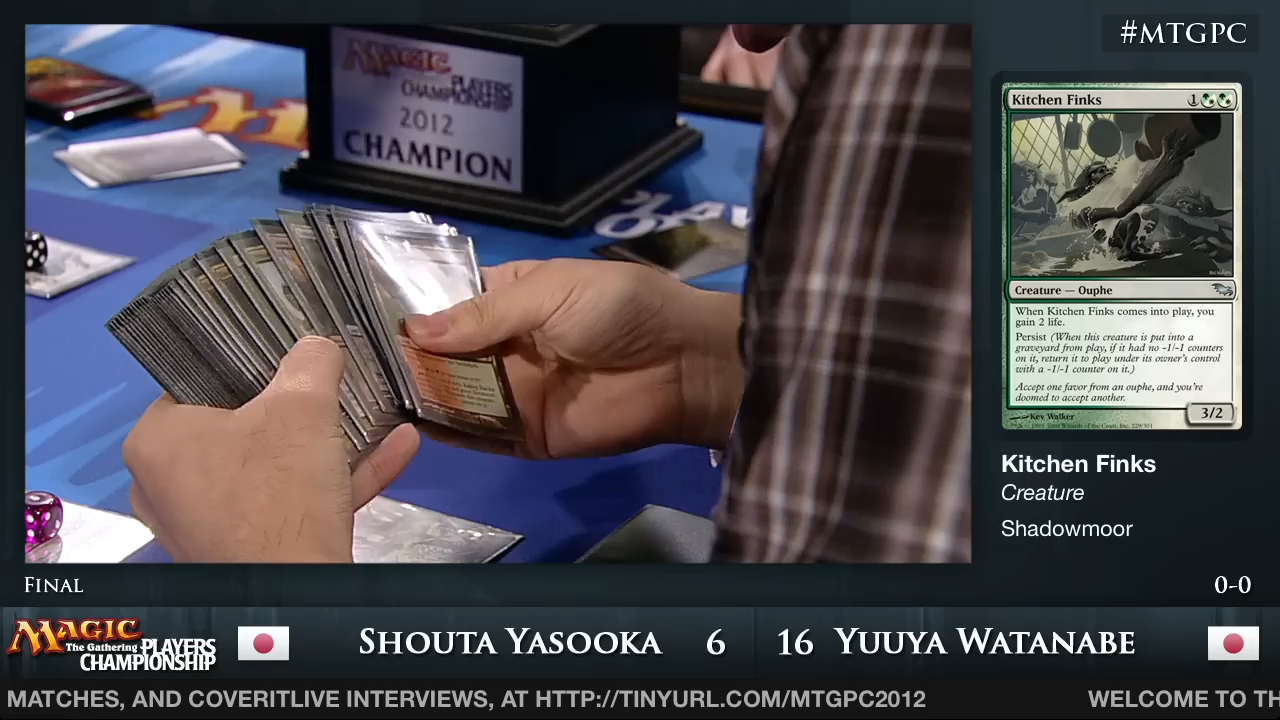 #MTGPC
MAGIC
PLAYERS
CHAMPIONSHIP
2012
CHAMPION
Kitchen Finks 1
Creature — Ouphe
When Kitchen Finks comes into play, you
gain 2 life.
Persist (When this creature is put into a
graveyard from play, if it had no -1/-1 counters
on it, return it to play under its owner's control
with a -1/-1 counter on it.)
Accept one favor from an ouphe, and you're
doomed to accept another.
Kev Walker
3/2
Kitchen Finks
Creature
Shadowmoor
FINAL
0-0
MAGIC
The Gathering
PLAYERS
CHAMPIONSHIP
SHOUTA YASOOKA 6 16 YUUYA WATANABE
MATCHES, AND COVERITLIVE INTERVIEWS, AT HTTP://TINYURL.COM/MTGPC2012 WELCOME TO TH